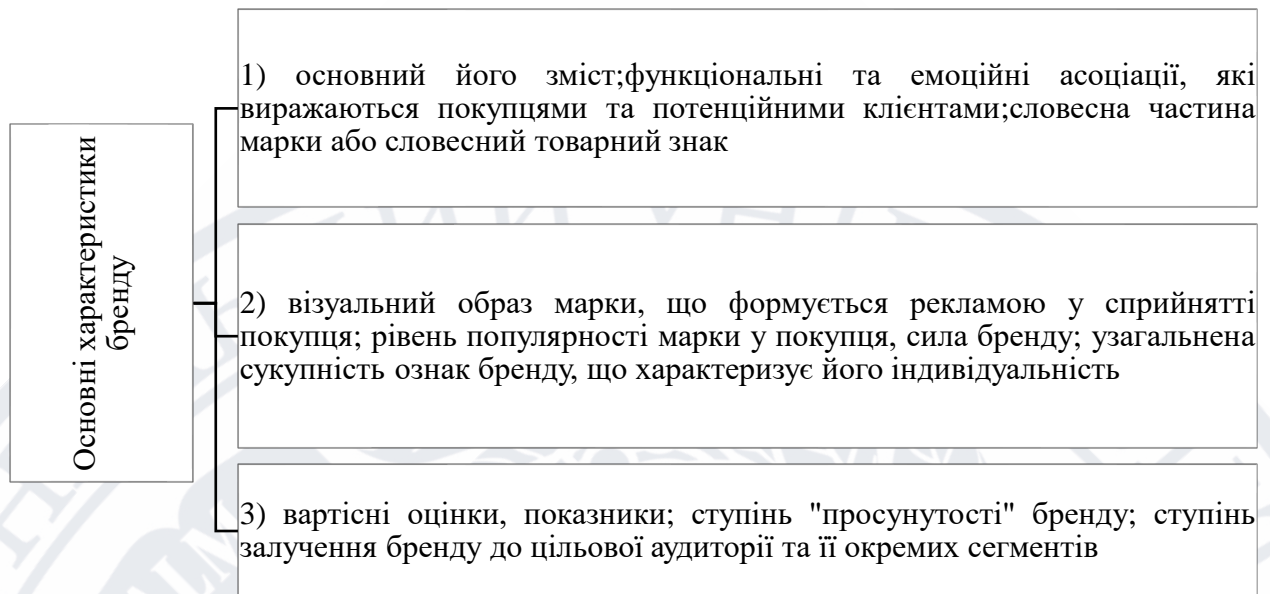 Основні характеристики
бренду
1) основний його зміст;функціональні та емоційні асоціації, які
виражаються покупцями та потенційними клієнтами;словесна частина
марки або словесний товарний знак
2) візуальний образ марки, що формується рекламою у сприйнятті
покупця; рівень популярності марки у покупця, сила бренду; узагальнена
сукупність ознак бренду, що характеризує його індивідуальність
3) вартісні оцінки, показники; ступінь "просунутості" бренду; ступінь
залучення бренду до цільової аудиторії та її окремих сегментів